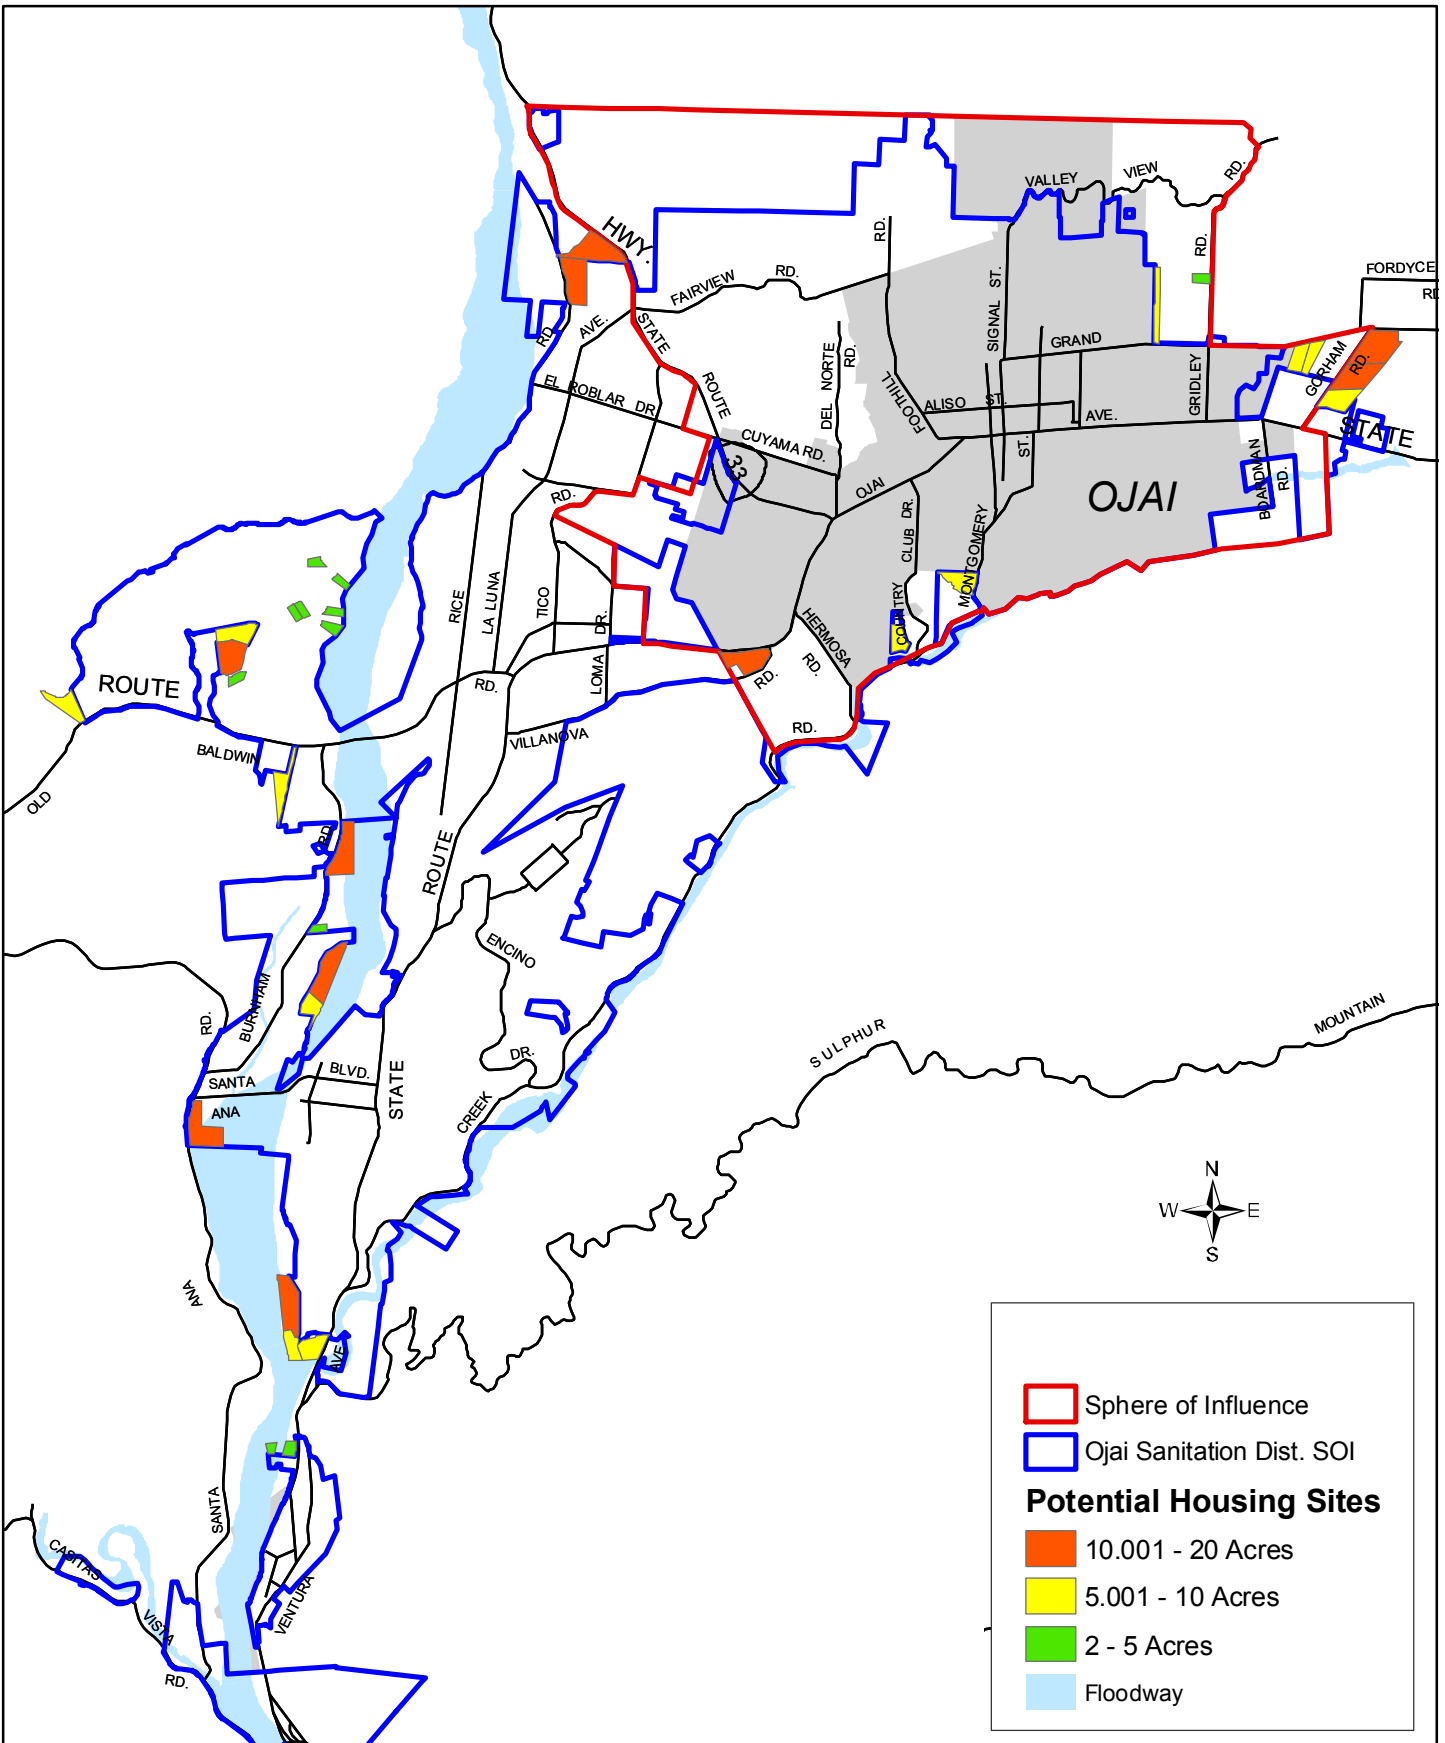 VALLEY
VIEW
RD.
HWY.
RD.
RD.
FORDYCE
RD
FAIRVIEW
RD.
SIGNAL ST.
AVE.
STATE
RD.
GRAND
GORHAM
RD.
EL ROBLAR DR.
ROUTE
DEL NORTE
RD.
FOOTHILL
ALISO ST.
AVE.
GRIDLEY
STATE
CUYAMA RD.
33
ST.
BOARDMAN
RD.
OJAI
OJAI
RD.
CLUB DR.
MONTGOMERY
RICE
LA LUNA
TICO
DR.
HERMOSA
RD.
COUNTRY
LOMA
RD.
RD.
ROUTE
RD.
VILLANOVA
BALDWIN
OLD
RD.
ROUTE
ENCINO
BURNHAM
RD.
DR.
SULPHUR
MOUNTAIN
SANTA
BLVD.
STATE
ANA
CREEK
N
W E
S
ANA
AVE.
SANTA
CASITAS
VISTA
RD.
VENTURA
Sphere of Influence
Ojai Sanitation Dist. SOI
Potential Housing Sites
10.001 - 20 Acres
5.001 - 10 Acres
2 - 5 Acres
Floodway